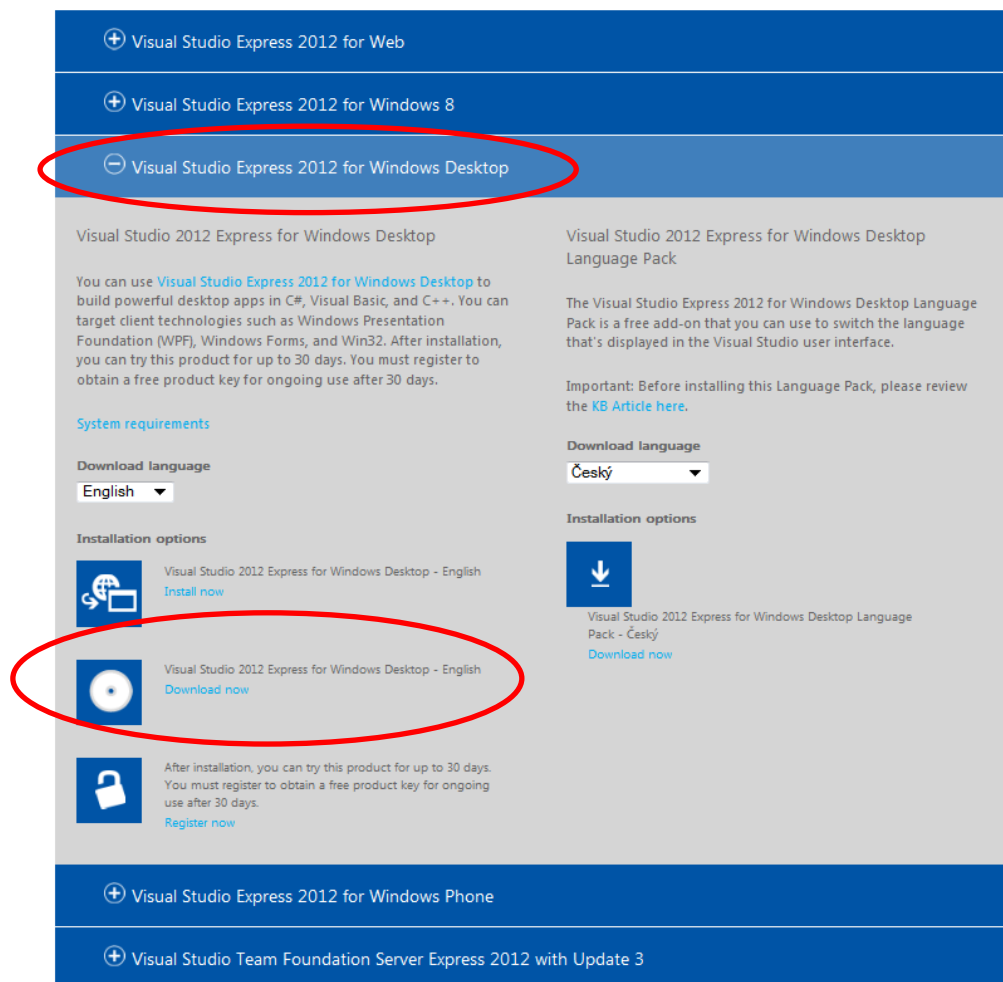 Visual Studio Express 2012 for Web
Visual Studio Express 2012 for Windows 8
Visual Studio Express 2012 for Windows Desktop
Visual Studio 2012 Express for Windows Desktop
You can use Visual Studio Express 2012 for Windows Desktop to
build powerful desktop apps in C#, Visual Basic, and C++. You can
target client technologies such as Windows Presentation
Foundation (WPF), Windows Forms, and Win32. After installation,
you can try this product for up to 30 days. You must register to
obtain a free product key for ongoing use after 30 days.
System requirements
Download language
English
Installation options
Visual Studio 2012 Express for Windows Desktop - English
Install now
Visual Studio 2012 Express for Windows Desktop - English
Download now
After installation, you can try this product for up to 30 days.
You must register to obtain a free product key for ongoing
use after 30 days.
Register now
Visual Studio 2012 Express for Windows Desktop
Language Pack
The Visual Studio Express 2012 for Windows Desktop Language
Pack is a free add-on that you can use to switch the language
that's displayed in the Visual Studio user interface.
Important: Before installing this Language Pack, please review
the KB Article here.
Download language
Český
Installation options
Visual Studio 2012 Express for Windows Desktop Language
Pack - Český
Download now
Visual Studio Express 2012 for Windows Phone
Visual Studio Team Foundation Server Express 2012 with Update 3